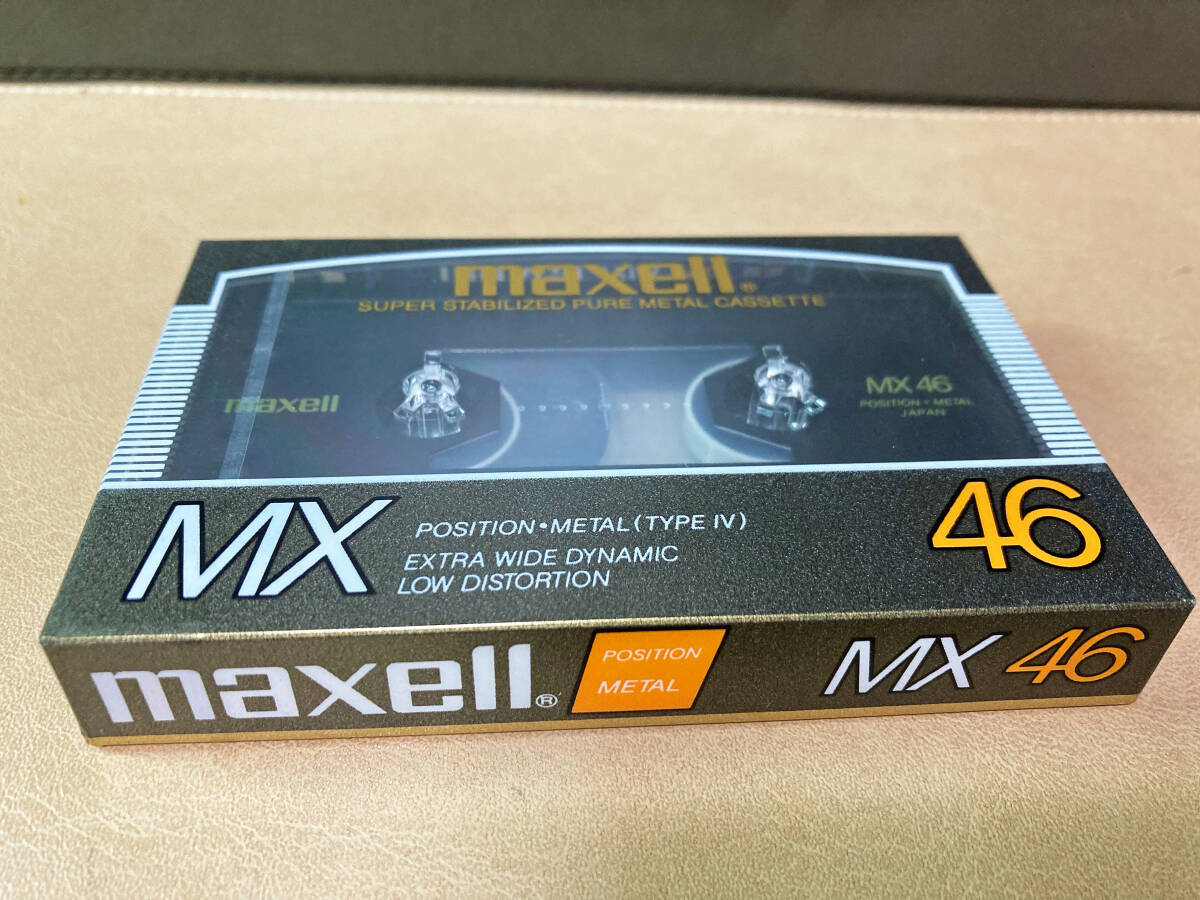 maxell®
SUPER STABILIZED PURE METAL CASSETTE
maxell
MX 46
POSITION • METAL
JAPAN
MX
POSITION•METAL (TYPE IV)
EXTRA WIDE DYNAMIC
LOW DISTORTION
46
maxell®
POSITION
METAL
MX 46